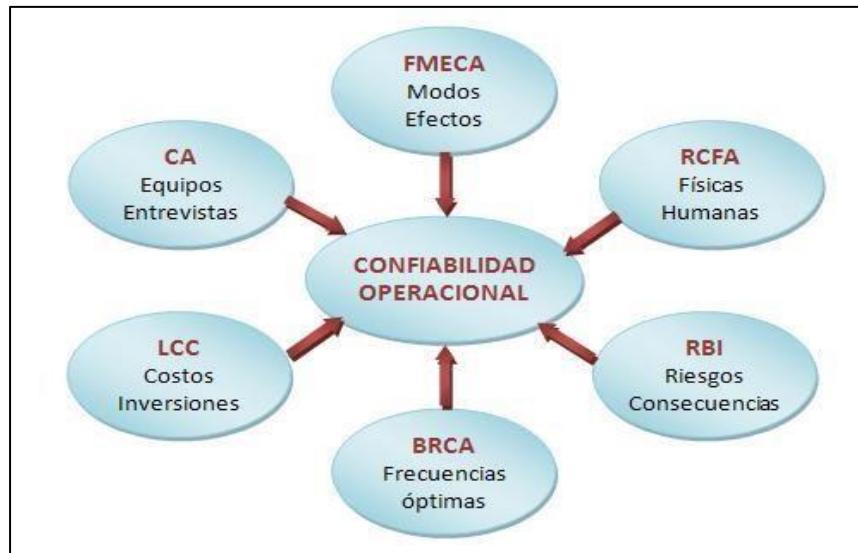 FMECA
Modos
Efectos
CA
Equipos
Entrevistas
RCFA
Físicas
Humanas
CONFIABILIDAD
OPERACIONAL
LCC
Costos
Inversiones
RBI
Riesgos
Consecuencias
BRCA
Frecuencias
óptimas